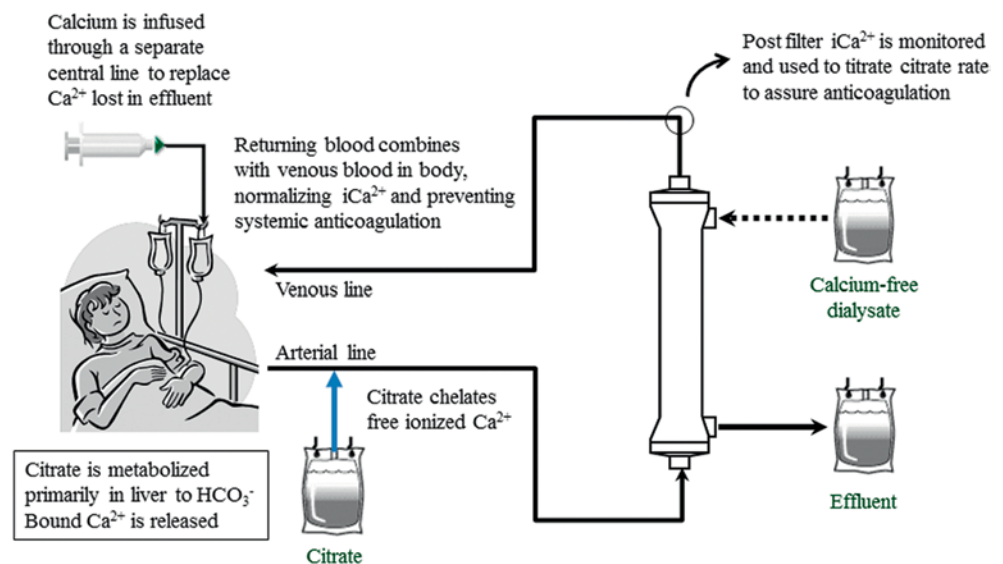 Calcium is infused
through a separate
central line to replace
Ca²⁺ lost in effluent
Post filter iCa²⁺ is monitored
and used to titrate citrate rate
to assure anticoagulation
Returning blood combines
with venous blood in body,
normalizing iCa²⁺ and preventing
systemic anticoagulation
Venous line
Calcium-free
dialysate
Arterial line
Citrate chelates
free ionized Ca²⁺
Citrate is metabolized
primarily in liver to HCO₃⁻
Bound Ca²⁺ is released
Citrate
Effluent